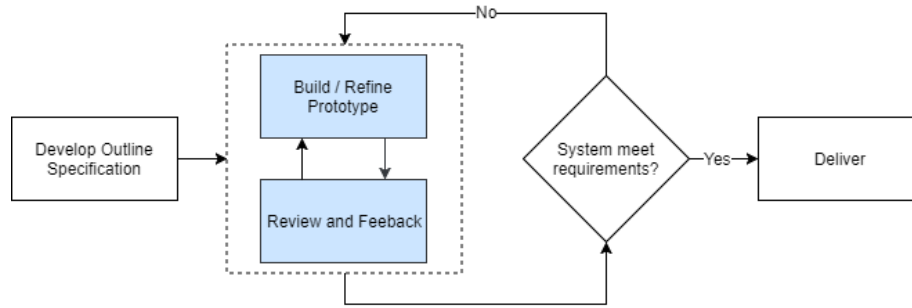 No
Build / Refine
Prototype
Develop Outline
Specification
System meet
requirements?
Yes
Deliver
Review and Feeback